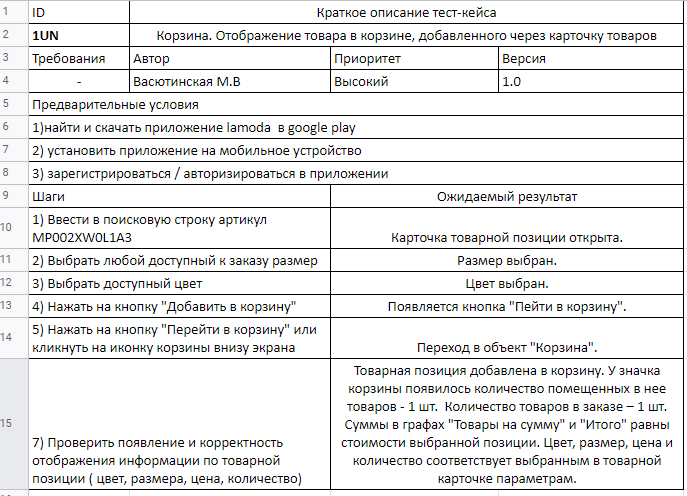 1 ID Краткое описание тест-кейса
2 1UN Корзина. Отображение товара в корзине, добавленного через карточку товаров
3 Требования Автор Приоритет Версия
4 - Васютинская М.В Высокий 1.0
5 Предварительные условия
6 1)найти и скачать приложение lamoda в google play
7 2) установить приложение на мобильное устройство
8 3) зарегистрироваться / авторизироваться в приложении
9 Шаги Ожидаемый результат
10 1) Ввести в поисковую строку артикул
MP002XW0L1A3 Карточка товарной позиции открыта.
11 2) Выбрать любой доступный к заказу размер Размер выбран.
12 3) Выбрать доступный цвет Цвет выбран.
13 4) Нажать на кнопку "Добавить в корзину" Появляется кнопка "Пейти в корзину".
14 5) Нажать на кнопку "Перейти в корзину" или
кликнуть на иконку корзины внизу экрана Переход в объект "Корзина".
15 7) Проверить появление и корректность
отображения информации по товарной
позиции ( цвет, размера, цена, количество)
Товарная позиция добавлена в корзину. У значка
корзины появилось количество помещенных в нее
товаров - 1 шт. Количество товаров в заказе – 1 шт.
Суммы в графах "Товары на сумму" и "Итого" равны
стоимости выбранной позиции. Цвет, размер, цена и
количество соответствует выбранным в товарной
карточке параметрам.